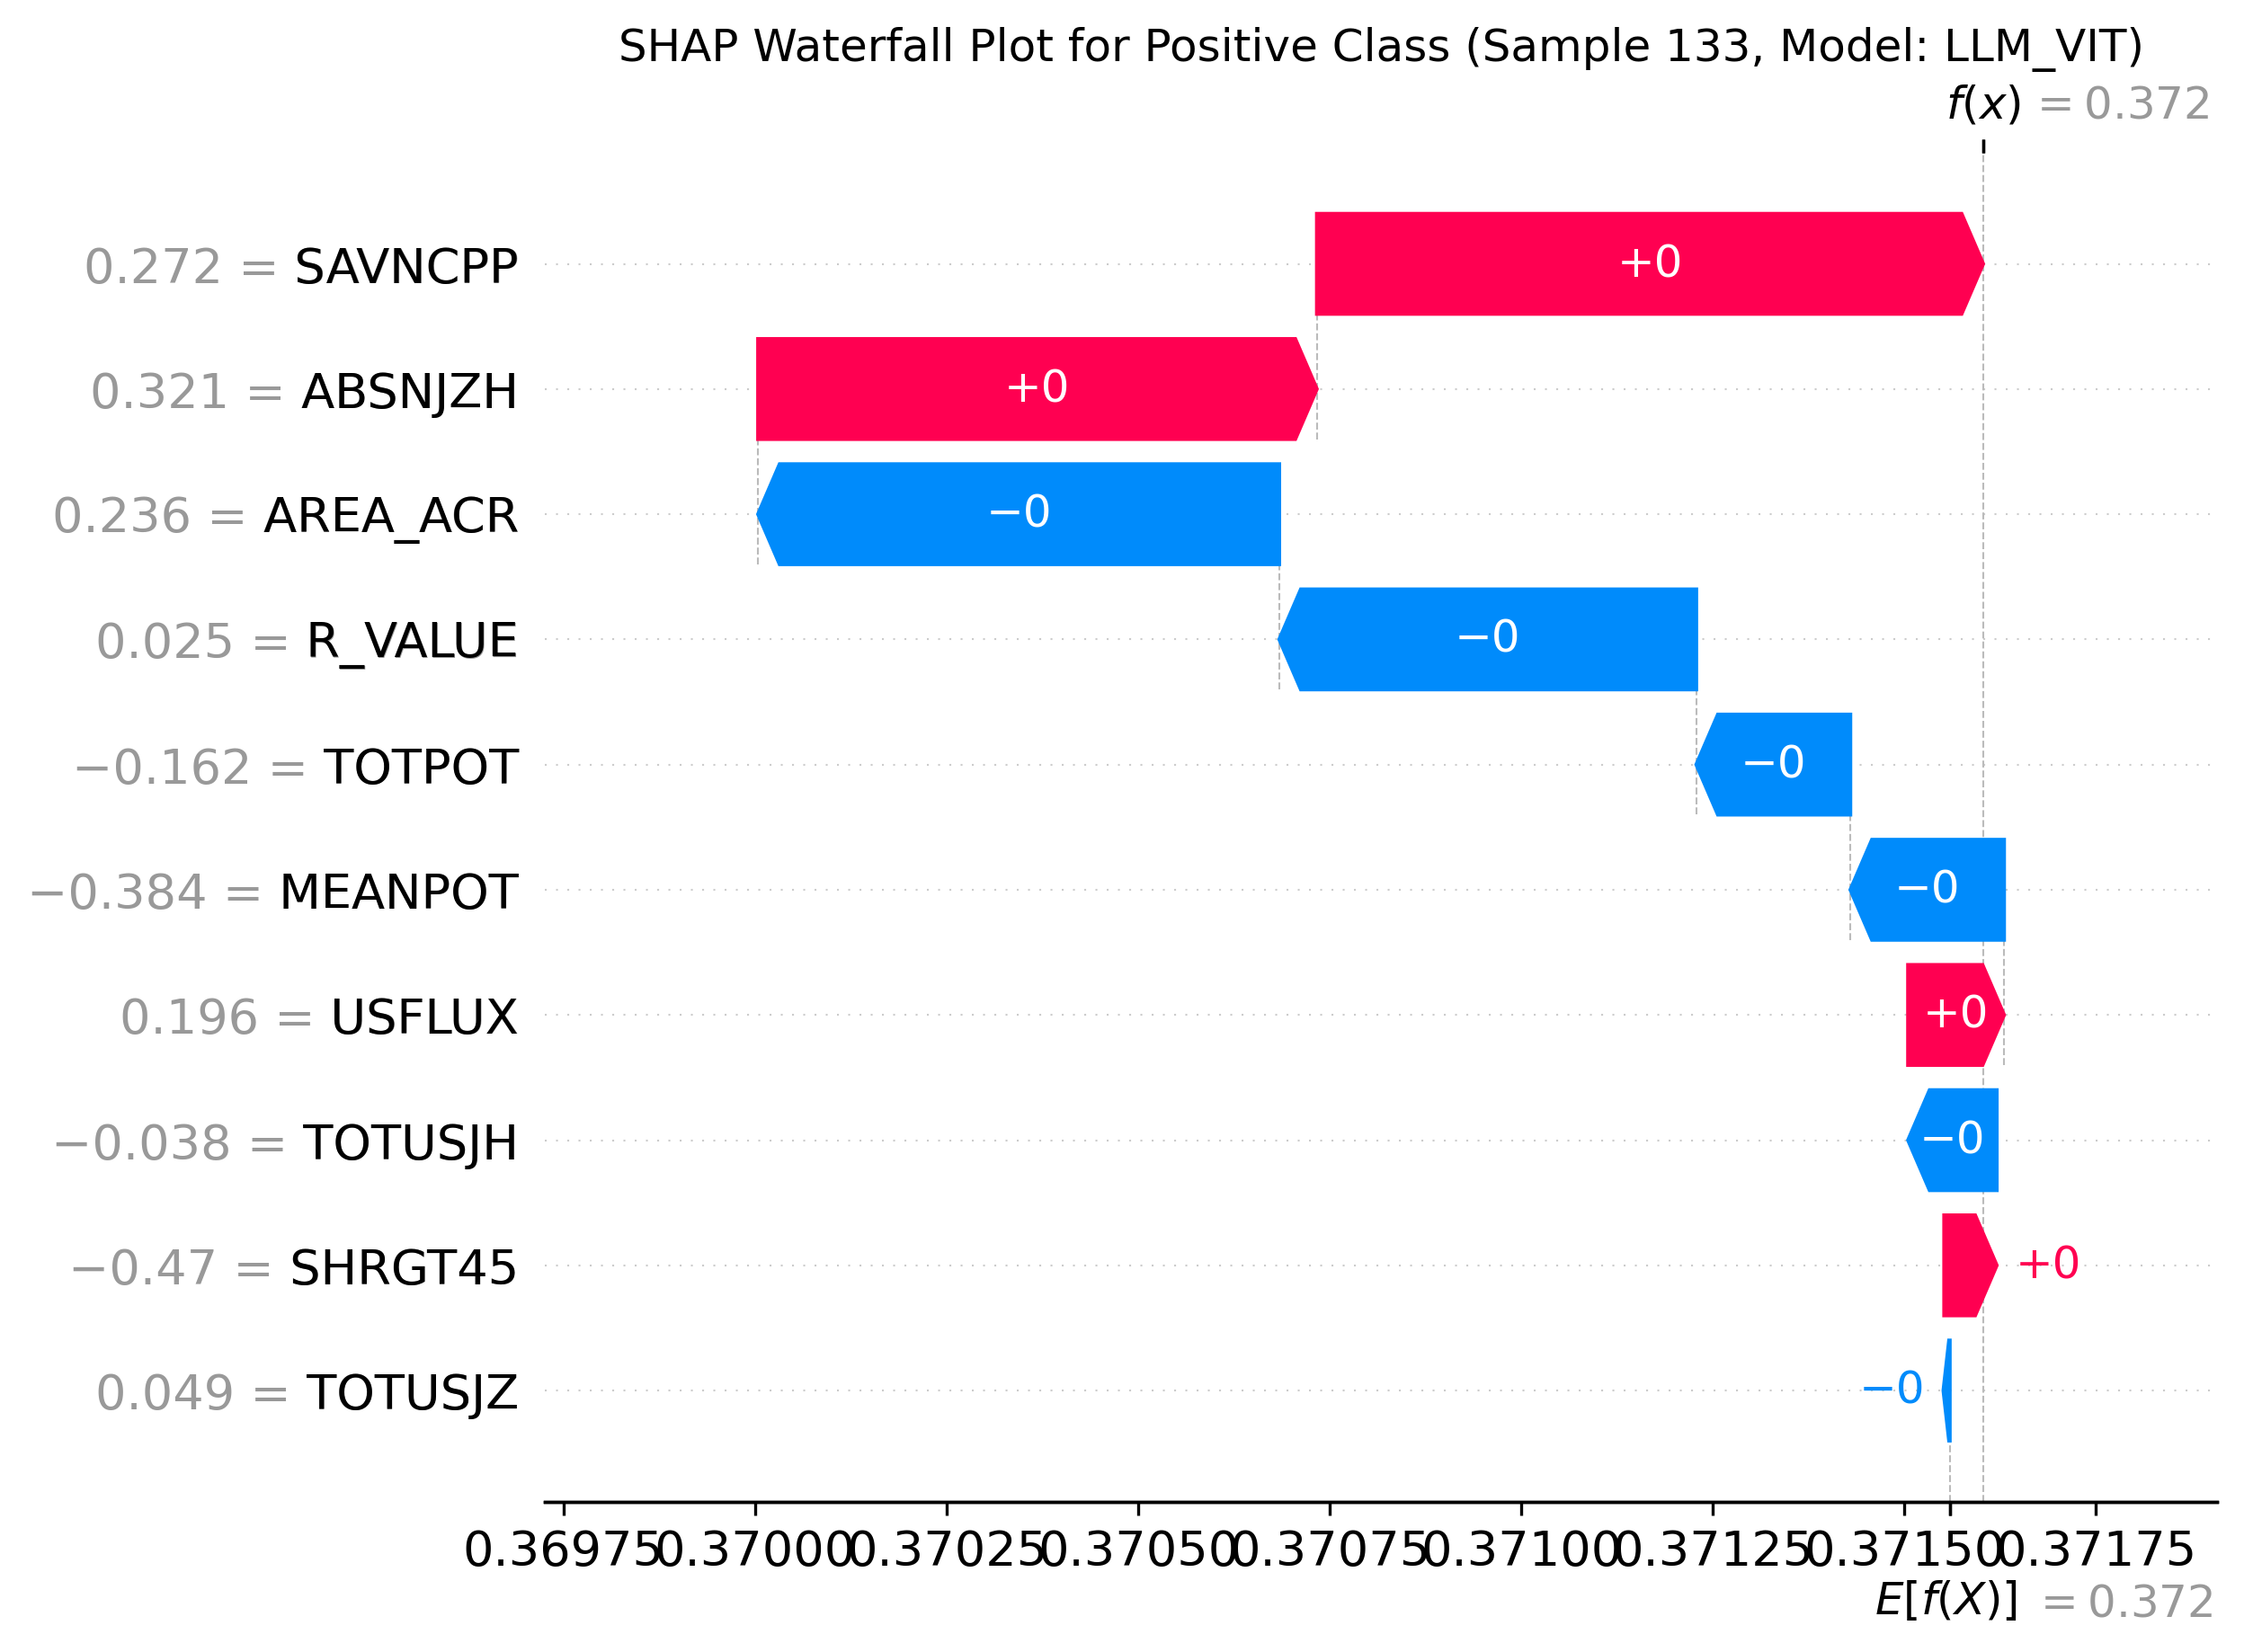 SHAP Waterfall Plot for Positive Class (Sample 133, Model: LLM_VIT)
f(x) = 0.372
0.272 = SAVNCPP +0
0.321 = ABSNJZH +0
0.236 = AREA_ACR −0
0.025 = R_VALUE −0
−0.162 = TOTPOT −0
−0.384 = MEANPOT −0
0.196 = USFLUX +0
−0.038 = TOTUSJH −0
−0.47 = SHRGT45 +0
0.049 = TOTUSJZ −0
0.36975 0.37000 0.37025 0.37050 0.37075 0.37100 0.37125 0.37150 0.37175
E[f(X)] = 0.372